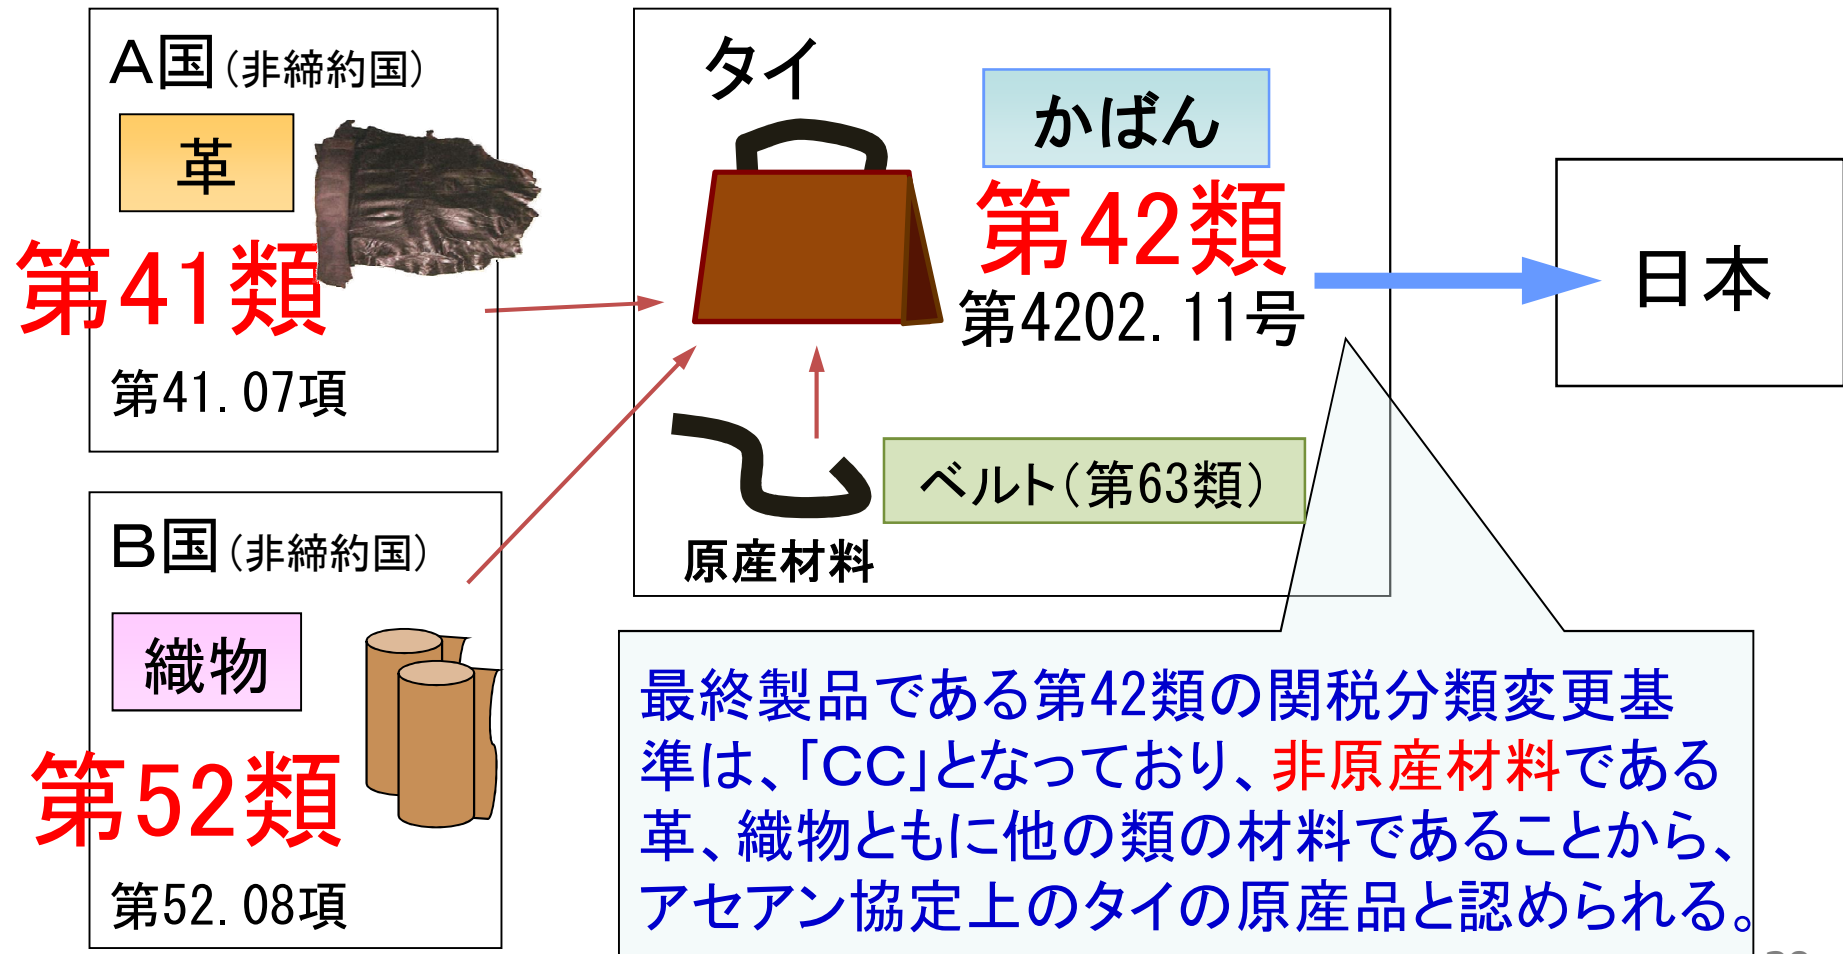 A国(非締約国)
革
第41類
第41.07項
B国(非締約国)
織物
第52類
第52.08項
タイ
かばん
第42類
第4202.11号
ベルト(第63類)
原産材料
日本
最終製品である第42類の関税分類変更基
準は、「CC」となっており、非原産材料である
革、織物ともに他の類の材料であることから、
アセアン協定上のタイの原産品と認められる。